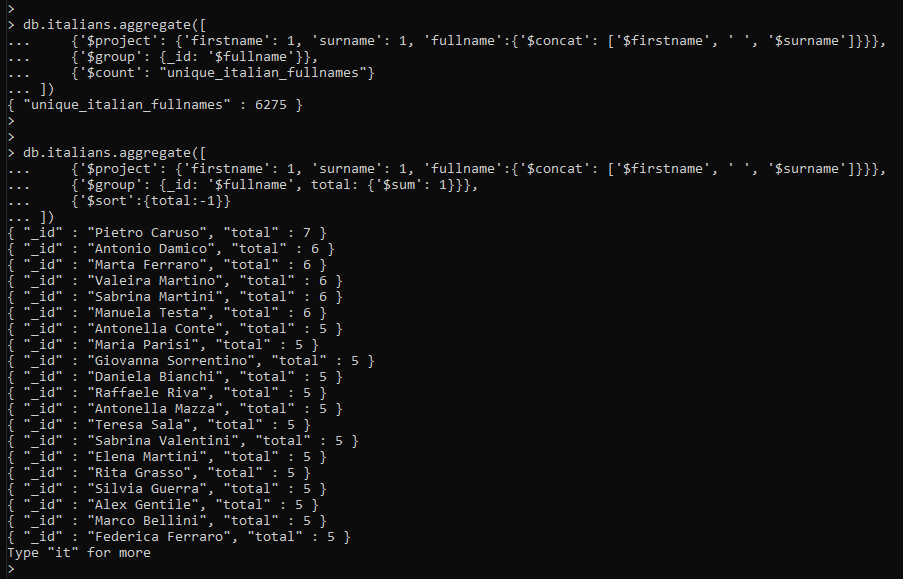 >
> db.italians.aggregate([
...     {'$project': {'firstname': 1, 'surname': 1, 'fullname':{'$concat': ['$firstname', ' ', '$surname']}}},
...     {'$group': {_id: '$fullname'}},
...     {'$count': "unique_italian_fullnames"}
... ])
{ "unique_italian_fullnames" : 6275 }
>
>
> db.italians.aggregate([
...     {'$project': {'firstname': 1, 'surname': 1, 'fullname':{'$concat': ['$firstname', ' ', '$surname']}}},
...     {'$group': {_id: '$fullname', total: {'$sum': 1}}},
...     {'$sort':{total:-1}}
... ])
{ "_id" : "Pietro Caruso", "total" : 7 }
{ "_id" : "Antonio Damico", "total" : 6 }
{ "_id" : "Marta Ferraro", "total" : 6 }
{ "_id" : "Valeira Martino", "total" : 6 }
{ "_id" : "Sabrina Martini", "total" : 6 }
{ "_id" : "Manuela Testa", "total" : 6 }
{ "_id" : "Antonella Conte", "total" : 5 }
{ "_id" : "Maria Parisi", "total" : 5 }
{ "_id" : "Giovanna Sorrentino", "total" : 5 }
{ "_id" : "Daniela Bianchi", "total" : 5 }
{ "_id" : "Raffaele Riva", "total" : 5 }
{ "_id" : "Antonella Mazza", "total" : 5 }
{ "_id" : "Teresa Sala", "total" : 5 }
{ "_id" : "Sabrina Valentini", "total" : 5 }
{ "_id" : "Elena Martini", "total" : 5 }
{ "_id" : "Rita Grasso", "total" : 5 }
{ "_id" : "Silvia Guerra", "total" : 5 }
{ "_id" : "Alex Gentile", "total" : 5 }
{ "_id" : "Marco Bellini", "total" : 5 }
{ "_id" : "Federica Ferraro", "total" : 5 }
Type "it" for more
>